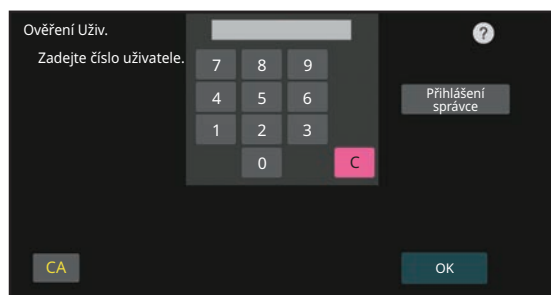 Ověření Uživ.
?
Zadejte číslo uživatele.
7 8 9
4 5 6
1 2 3
0 C
Přihlášení
správce
CA
OK